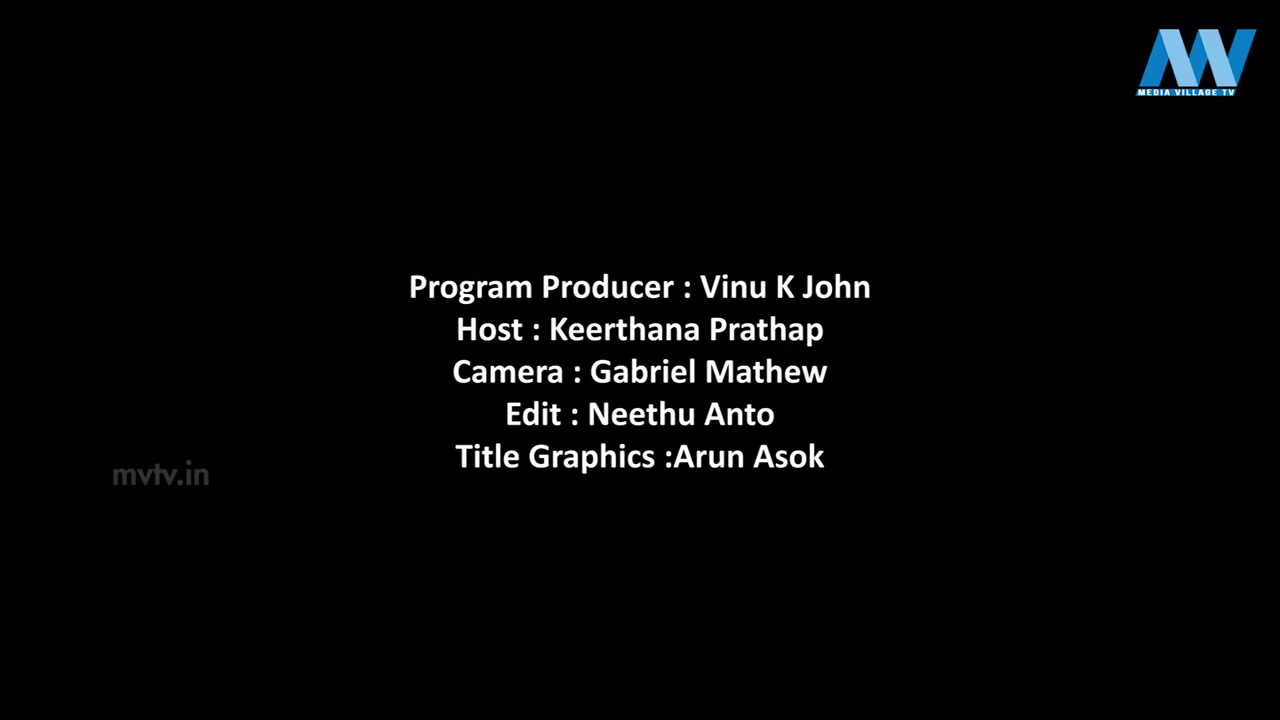 MEDIA VILLAGE TV
Program Producer : Vinu K John
Host : Keerthana Prathap
Camera : Gabriel Mathew
Edit : Neethu Anto
Title Graphics :Arun Asok
mvtv.in